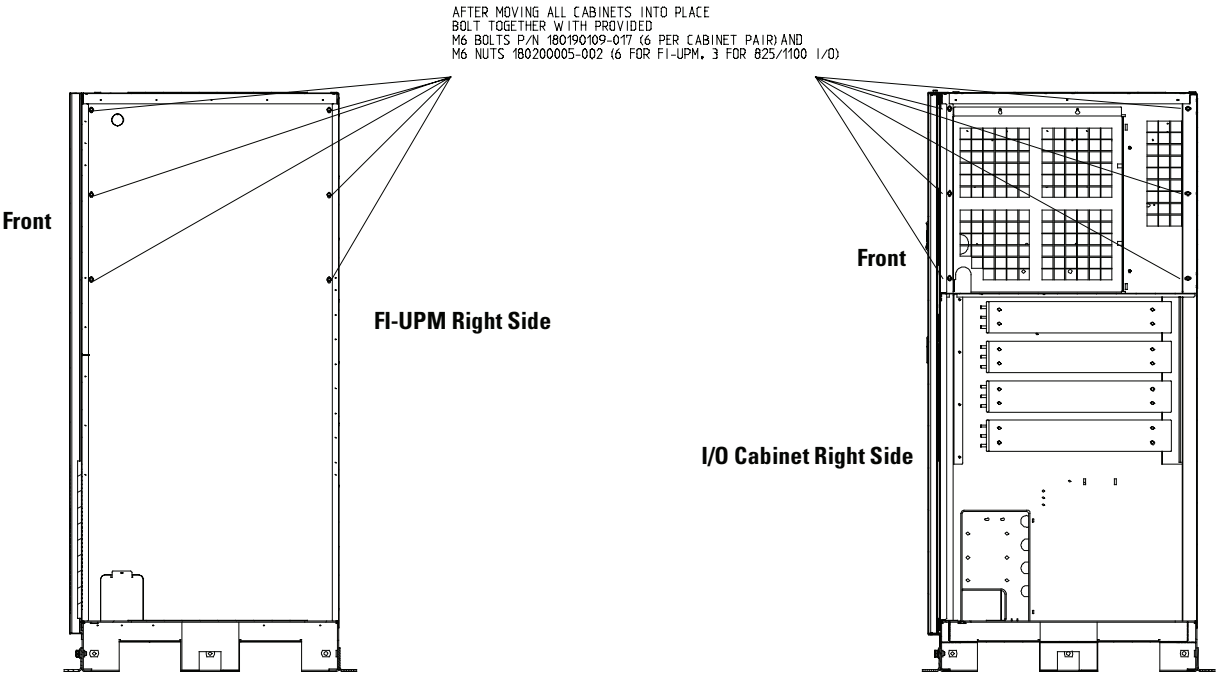 AFTER MOVING ALL CABINETS INTO PLACE
BOLT TOGETHER WITH PROVIDED
M6 BOLTS P/N 180190109-017 (6 PER CABINET PAIR) AND
M6 NUTS 180200005-002 (6 FOR FI-UPM, 3 FOR 825/1100 I/O)
Front
Front
FI-UPM Right Side
I/O Cabinet Right Side